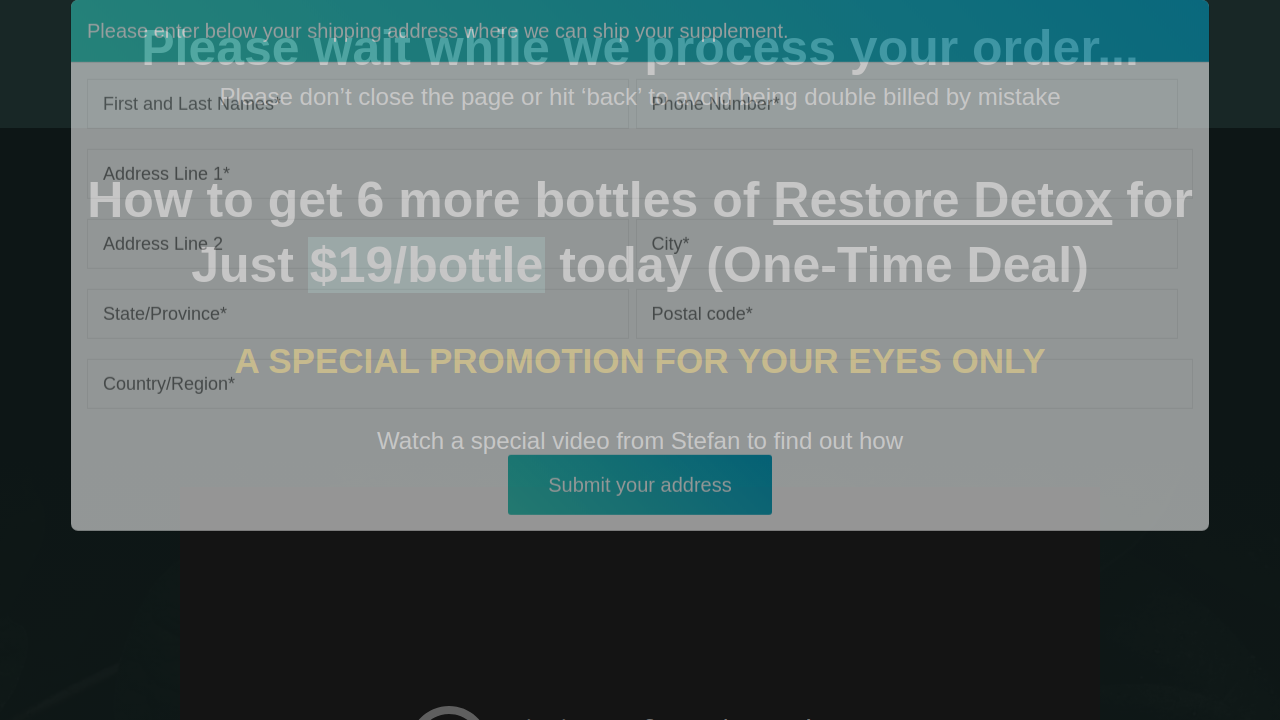 Please enter below your shipping address where we can ship your supplement.
Please wait while we process your order...
Please don’t close the page or hit ‘back’ to avoid being double billed by mistake
First and Last Names*
Phone Number*
Address Line 1*
How to get 6 more bottles of Restore Detox for
Address Line 2
City*
Just $19/bottle today (One-Time Deal)
State/Province*
Postal code*
A SPECIAL PROMOTION FOR YOUR EYES ONLY
Country/Region*
Watch a special video from Stefan to find out how
Submit your address